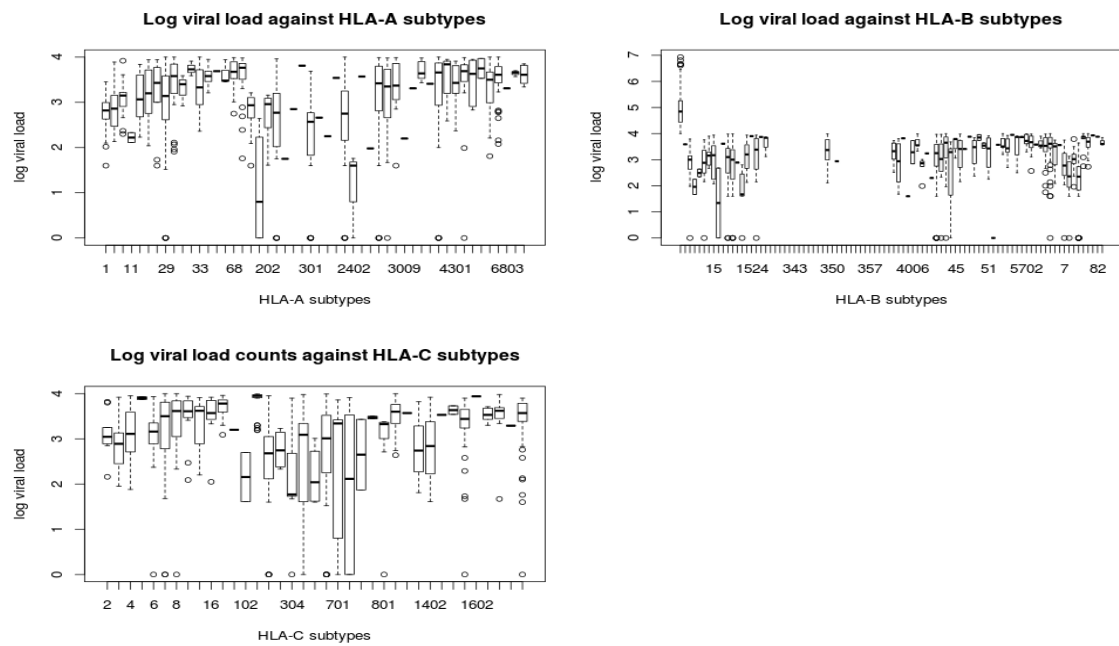 Log viral load against HLA-A subtypes
log viral load
4
3
2
1
0
1 11 29 33 68 202 301 2402 3009 4301 6803
HLA-A subtypes
Log viral load against HLA-B subtypes
log viral load
7
6
5
4
3
2
1
0
15 1524 343 350 357 4006 45 51 5702 7 82
HLA-B subtypes
Log viral load counts against HLA-C subtypes
log viral load
4
3
2
1
0
2 4 6 8 16 102 304 701 801 1402 1602
HLA-C subtypes